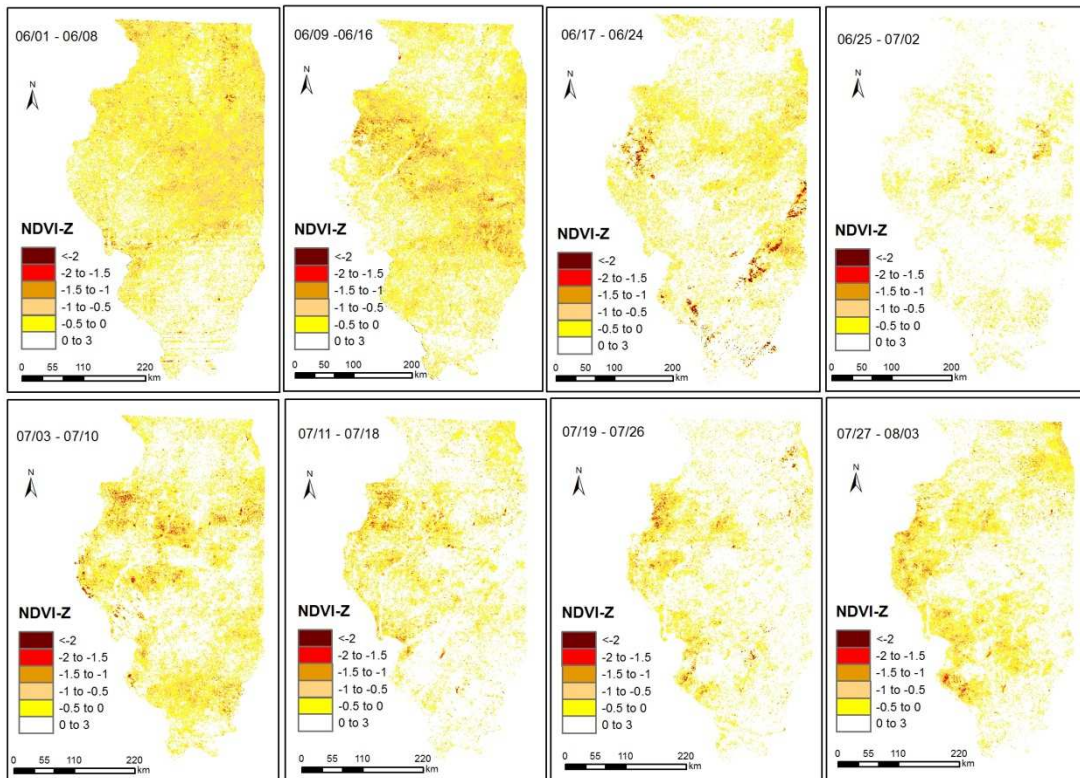 06/01 - 06/08
N
NDVI-Z
<-2
-2 to -1.5
-1.5 to -1
-1 to -0.5
-0.5 to 0
0 to 3
0 55 110 220
km
06/09 -06/16
N
NDVI-Z
<-2
-2 to -1.5
-1.5 to -1
-1 to -0.5
-0.5 to 0
0 to 3
0 50 100 200
km
06/17 - 06/24
N
NDVI-Z
<-2
-2 to -1.5
-1.5 to -1
-1 to -0.5
-0.5 to 0
0 to 3
0 50 100 200
km
06/25 - 07/02
N
NDVI-Z
<-2
-2 to -1.5
-1.5 to -1
-1 to -0.5
-0.5 to 0
0 to 3
0 50 100 200
km
07/03 - 07/10
N
NDVI-Z
<-2
-2 to -1.5
-1.5 to -1
-1 to -0.5
-0.5 to 0
0 to 3
0 55 110 220
km
07/11 - 07/18
N
NDVI-Z
<-2
-2 to -1.5
-1.5 to -1
-1 to -0.5
-0.5 to 0
0 to 3
0 55 110 220
km
07/19 - 07/26
N
NDVI-Z
<-2
-2 to -1.5
-1.5 to -1
-1 to -0.5
-0.5 to 0
0 to 3
0 55 110 220
km
07/27 - 08/03
N
NDVI-Z
<-2
-2 to -1.5
-1.5 to -1
-1 to -0.5
-0.5 to 0
0 to 3
0 55 110 220
km